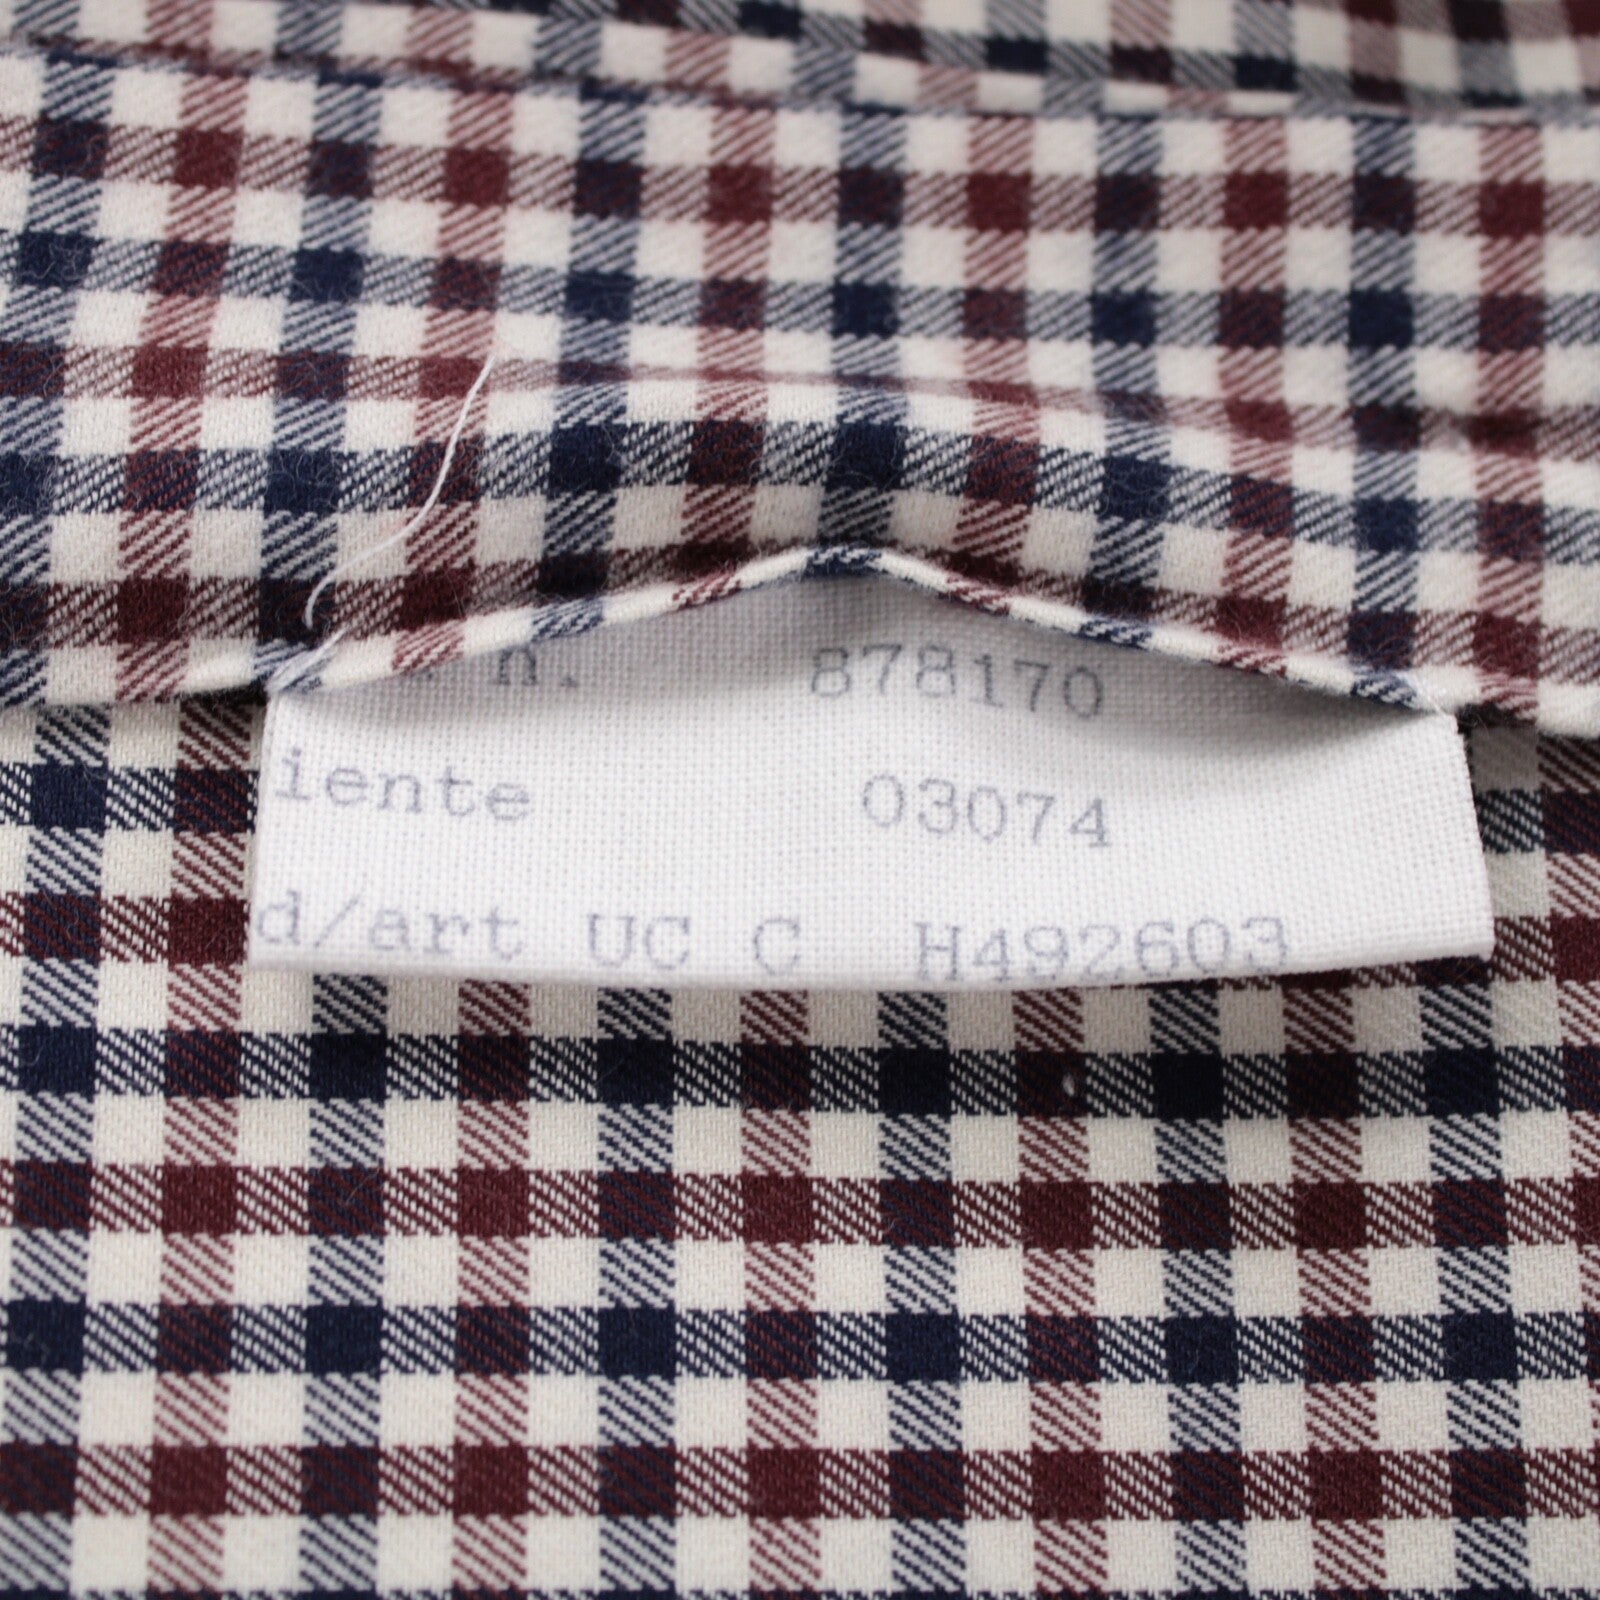 n. 878170
iente 03074
d/art UC C H492603